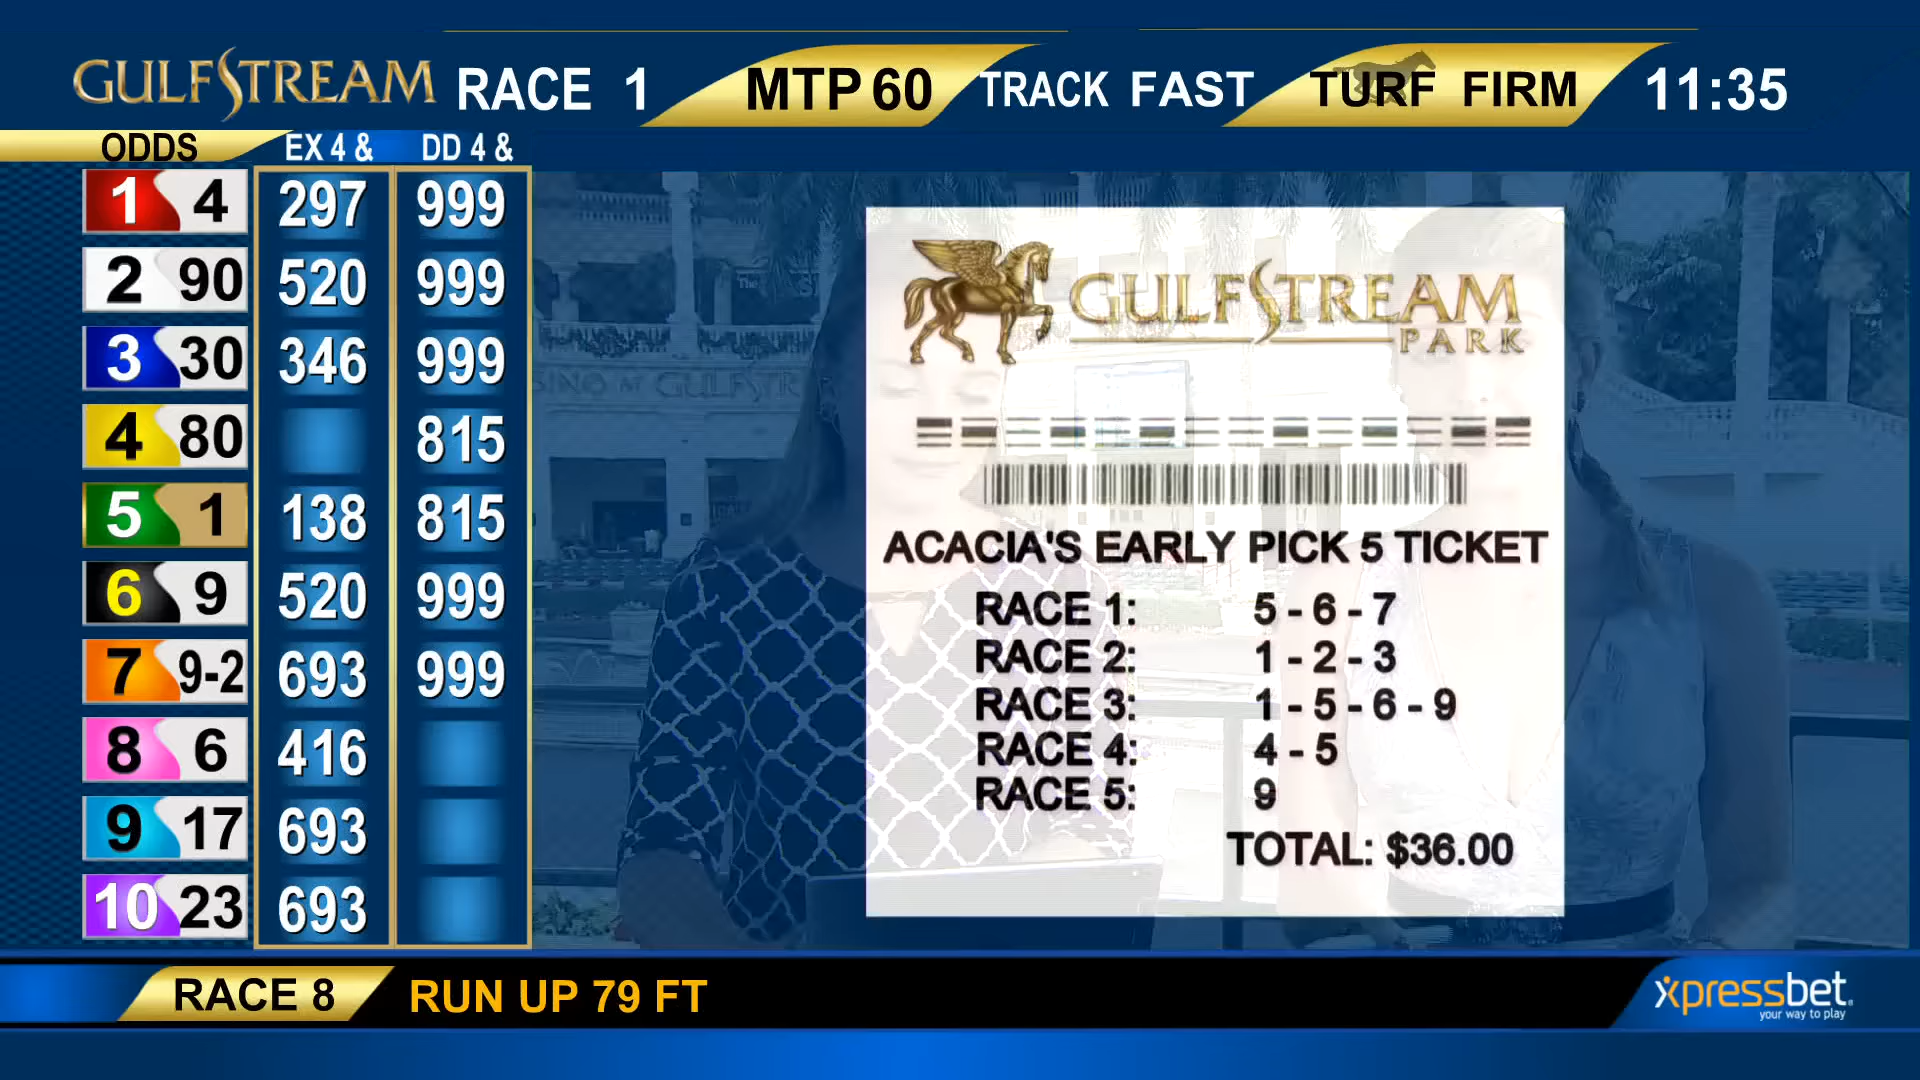 GULFSTREAM RACE 1 MTP 60 TRACK FAST TURF FIRM 11:35
ODDS EX 4 & DD 4 &
1 4 297 999
2 90 520 999
3 30 346 999
4 80 815
5 1 138 815
6 9 520 999
7 9-2 693 999
8 6 416
9 17 693
10 23 693
GULFSTREAM
PARK
ACACIA'S EARLY PICK 5 TICKET
RACE 1: 5 - 6 - 7
RACE 2: 1 - 2 - 3
RACE 3: 1 - 5 - 6 - 9
RACE 4: 4 - 5
RACE 5: 9
TOTAL: $36.00
RACE 8 RUN UP 79 FT
xpressbet.
your way to play